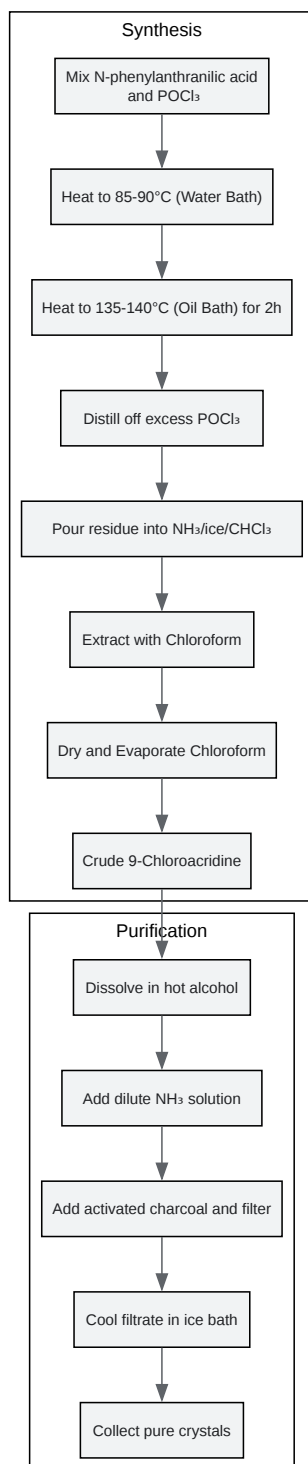 Synthesis
Mix N-phenylanthranilic acid
and POCl₃
Heat to 85-90°C (Water Bath)
Heat to 135-140°C (Oil Bath) for 2h
Distill off excess POCl₃
Pour residue into NH₃/ice/CHCl₃
Extract with Chloroform
Dry and Evaporate Chloroform
Crude 9-Chloroacridine
Purification
Dissolve in hot alcohol
Add dilute NH₃ solution
Add activated charcoal and filter
Cool filtrate in ice bath
Collect pure crystals